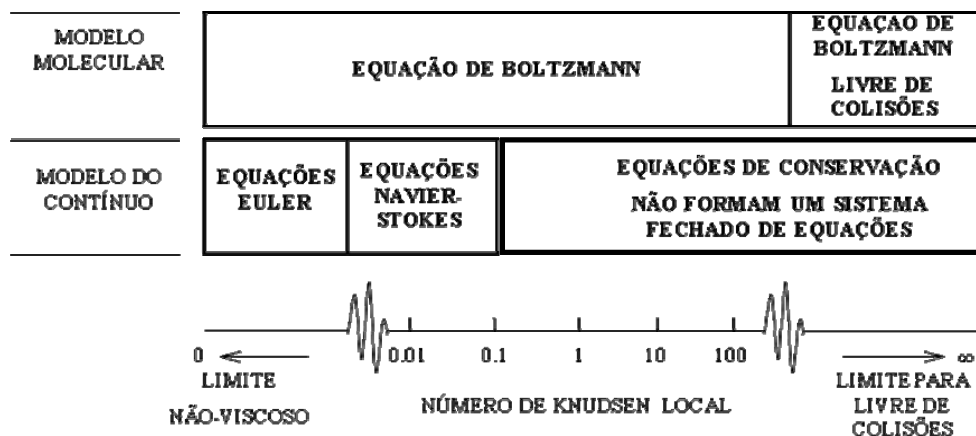 MODELO
MOLECULAR
EQUAÇÃO DE BOLTZMANN
EQUAÇAO DE
BOLTZMANN
LIVRE DE
COLISÕES
MODELO DO
CONTÍNUO
EQUAÇÕES
EULER
EQUAÇÕES
NAVIER-
STOKES
EQUAÇÕES DE CONSERVAÇÃO
NÃO FORMAM UM SISTEMA
FECHADO DE EQUAÇÕES
0 0.01 0.1 1 10 100 ∞
LIMITE
NÃO-VISCOSO
NÚMERO DE KNUDSEN LOCAL
LIMITE PARA
LIVRE DE
COLISÕES